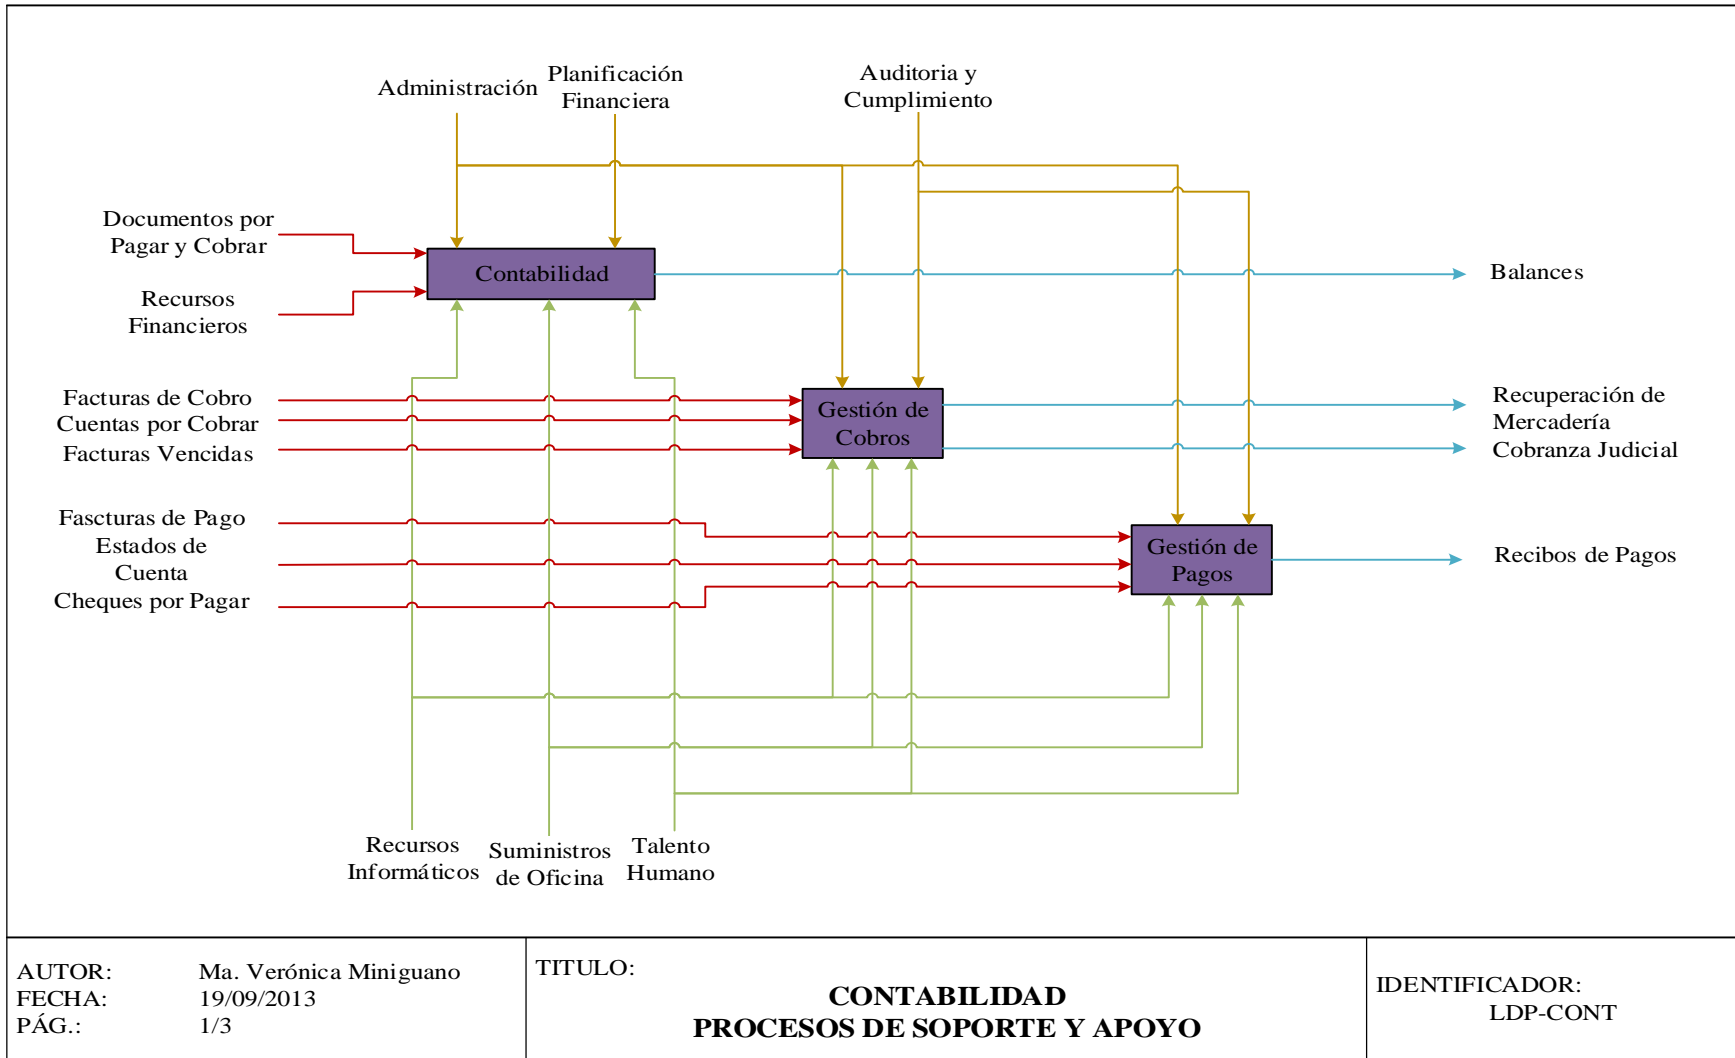 Administración
Planificación
Financiera
Auditoria y
Cumplimiento
Documentos por
Pagar y Cobrar
Contabilidad
Balances
Recursos
Financieros
Facturas de Cobro
Cuentas por Cobrar
Facturas Vencidas
Gestión de
Cobros
Recuperación de
Mercadería
Cobranza Judicial
Fascturas de Pago
Estados de
Cuenta
Cheques por Pagar
Gestión de
Pagos
Recibos de Pagos
Recursos
Informáticos
Suministros
de Oficina
Talento
Humano
AUTOR: Ma. Verónica Miniguano
FECHA: 19/09/2013
PÁG.: 1/3
TITULO:
CONTABILIDAD
PROCESOS DE SOPORTE Y APOYO
IDENTIFICADOR:
LDP-CONT